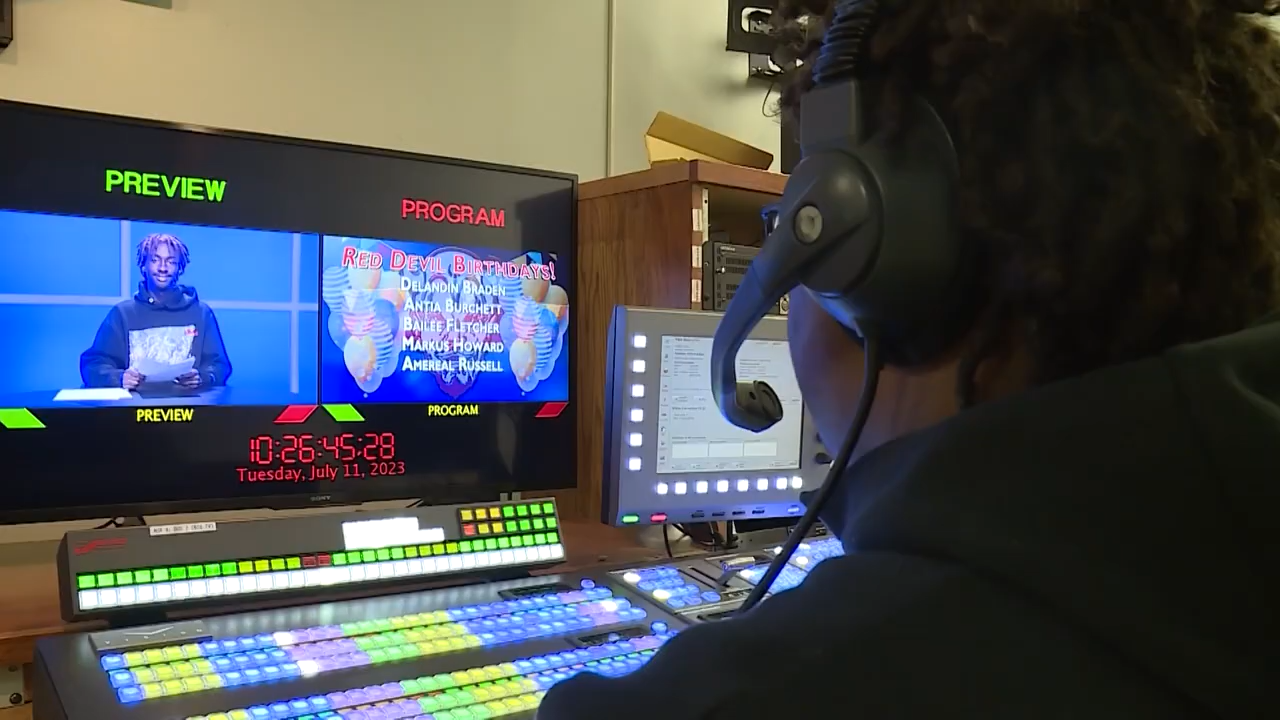 PREVIEW
PROGRAM
RED DEVIL BIRTHDAYS!
DELANDIN BRADEN
ANTIA BURCHETT
BAILEE FLETCHER
MARKUS HOWARD
AMEREAL RUSSELL
PREVIEW
PROGRAM
10:26:45:28
Tuesday, July 11, 2023
SONY